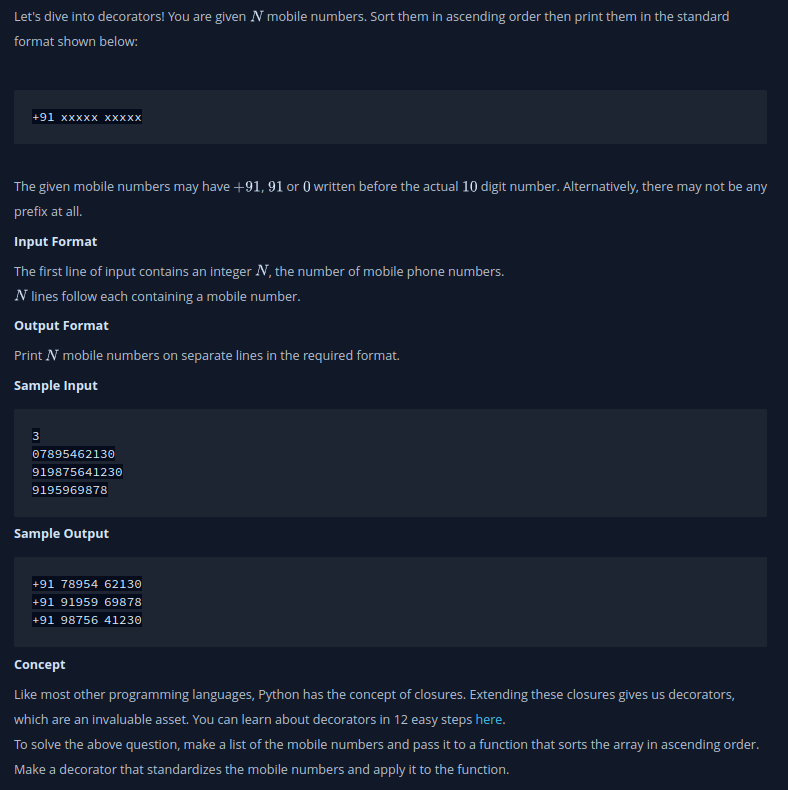 Let's dive into decorators! You are given N mobile numbers. Sort them in ascending order then print them in the standard
format shown below:
+91 xxxxx xxxxx
The given mobile numbers may have +91, 91 or 0 written before the actual 10 digit number. Alternatively, there may not be any
prefix at all.
Input Format
The first line of input contains an integer N, the number of mobile phone numbers.
N lines follow each containing a mobile number.
Output Format
Print N mobile numbers on separate lines in the required format.
Sample Input
3
07895462130
919875641230
9195969878
Sample Output
+91 78954 62130
+91 91959 69878
+91 98756 41230
Concept
Like most other programming languages, Python has the concept of closures. Extending these closures gives us decorators,
which are an invaluable asset. You can learn about decorators in 12 easy steps here.
To solve the above question, make a list of the mobile numbers and pass it to a function that sorts the array in ascending order.
Make a decorator that standardizes the mobile numbers and apply it to the function.